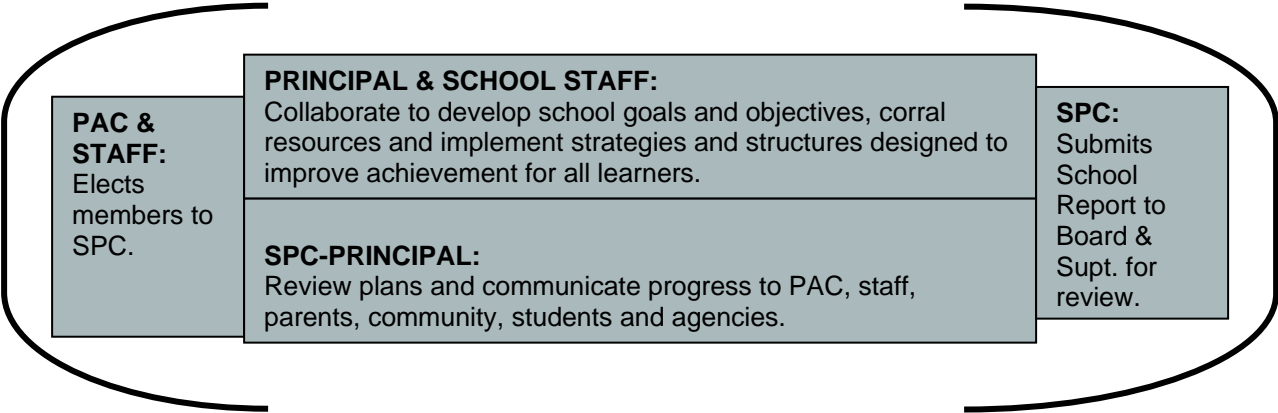 PAC &
STAFF:
Elects
members to
SPC.
PRINCIPAL & SCHOOL STAFF:
Collaborate to develop school goals and objectives, corral
resources and implement strategies and structures designed to
improve achievement for all learners.
SPC-PRINCIPAL:
Review plans and communicate progress to PAC, staff,
parents, community, students and agencies.
SPC:
Submits
School
Report to
Board &
Supt. for
review.